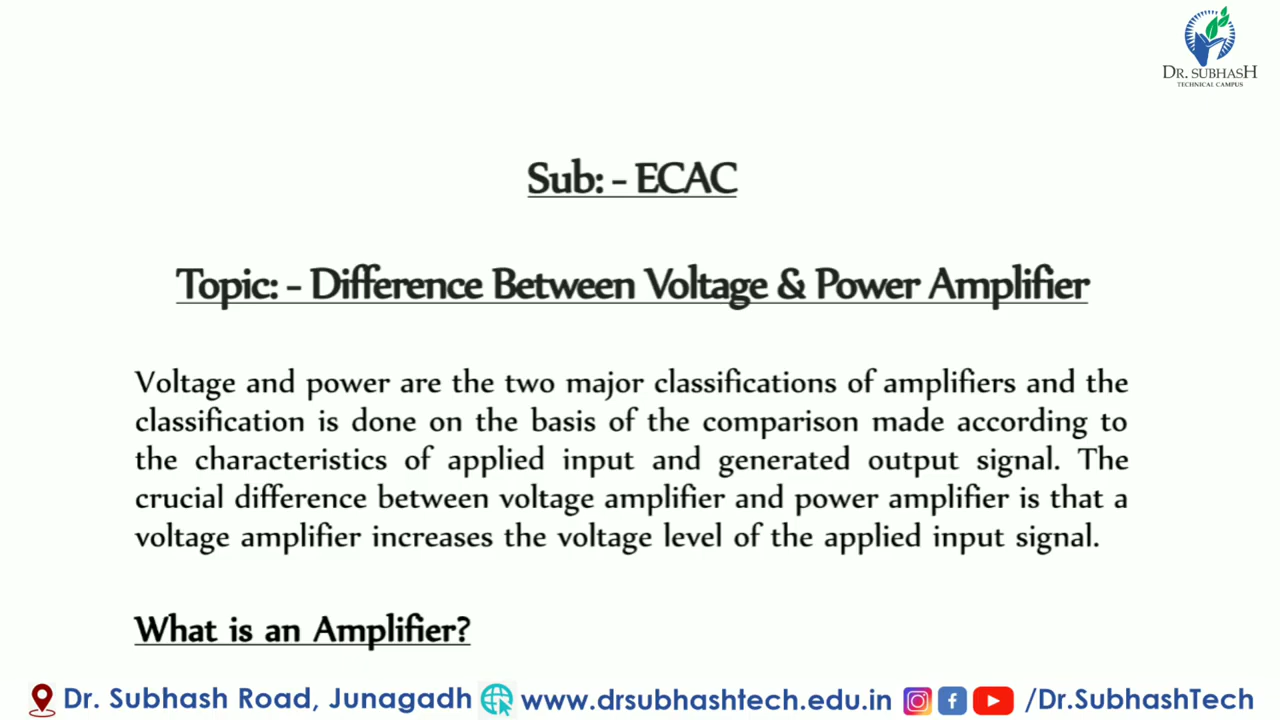 DR. SUBHASH
TECHNICAL CAMPUS
Sub: - ECAC
Topic: - Difference Between Voltage & Power Amplifier
Voltage and power are the two major classifications of amplifiers and the
classification is done on the basis of the comparison made according to
the characteristics of applied input and generated output signal. The
crucial difference between voltage amplifier and power amplifier is that a
voltage amplifier increases the voltage level of the applied input signal.
What is an Amplifier?
Dr. Subhash Road, Junagadh www.drsubhashtech.edu.in /Dr.SubhashTech